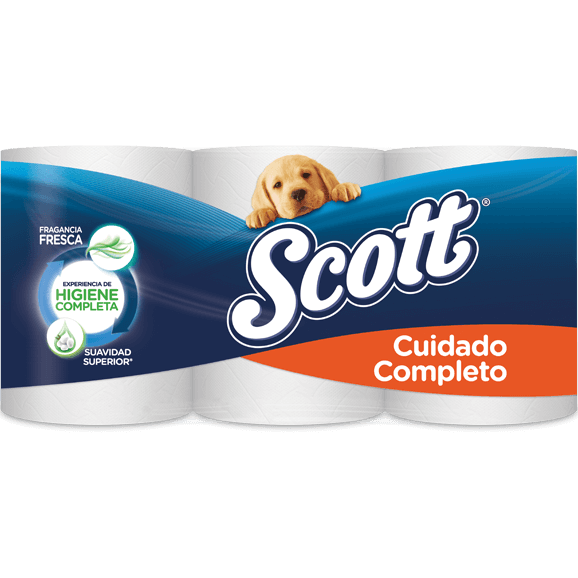 FRAGANCIA
FRESCA
EXPERIENCIA DE
HIGIENE
COMPLETA
SUAVIDAD
SUPERIOR*
Scott®
Cuidado
Completo